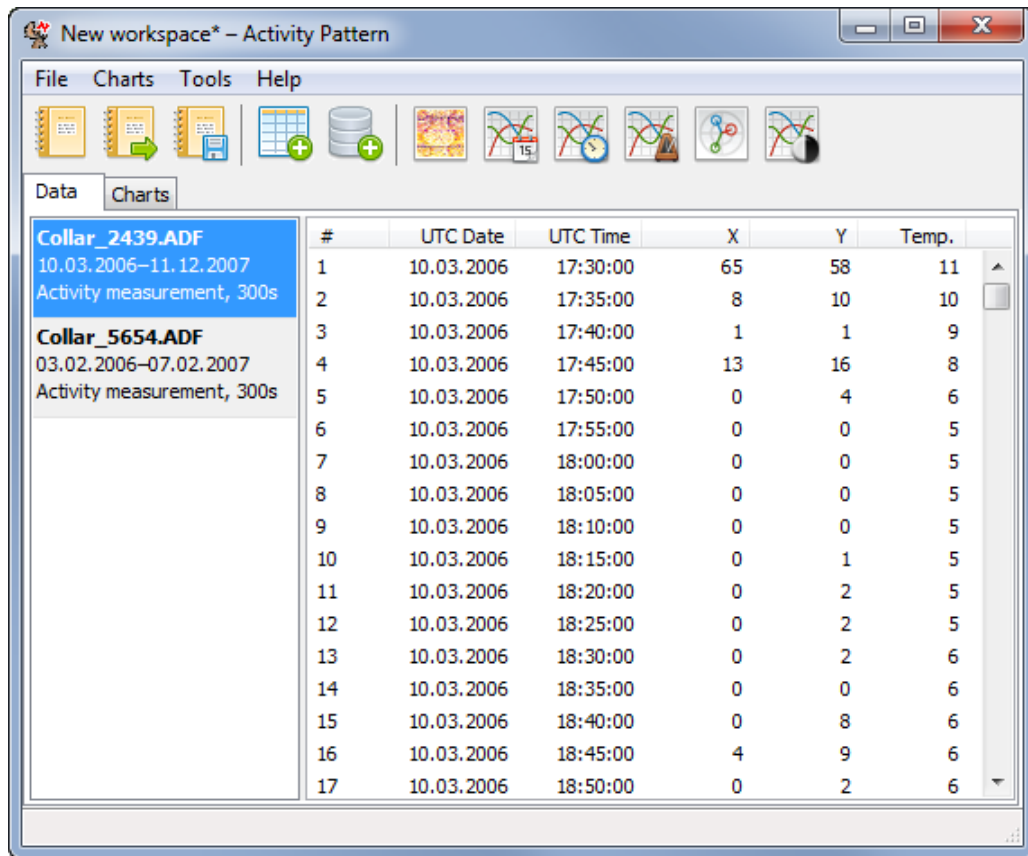 New workspace* – Activity Pattern
File Charts Tools Help
15
Data Charts
Collar_2439.ADF
10.03.2006–11.12.2007
Activity measurement, 300s
Collar_5654.ADF
03.02.2006–07.02.2007
Activity measurement, 300s
# UTC Date UTC Time X Y Temp.
1 10.03.2006 17:30:00 65 58 11
2 10.03.2006 17:35:00 8 10 10
3 10.03.2006 17:40:00 1 1 9
4 10.03.2006 17:45:00 13 16 8
5 10.03.2006 17:50:00 0 4 6
6 10.03.2006 17:55:00 0 0 5
7 10.03.2006 18:00:00 0 0 5
8 10.03.2006 18:05:00 0 0 5
9 10.03.2006 18:10:00 0 0 5
10 10.03.2006 18:15:00 0 1 5
11 10.03.2006 18:20:00 0 2 5
12 10.03.2006 18:25:00 0 2 5
13 10.03.2006 18:30:00 0 2 6
14 10.03.2006 18:35:00 0 0 6
15 10.03.2006 18:40:00 0 8 6
16 10.03.2006 18:45:00 4 9 6
17 10.03.2006 18:50:00 0 2 6